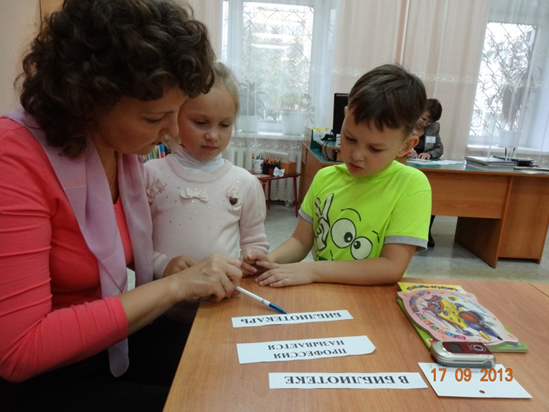 БИБЛИОТЕКАРЬ
ПРОФЕССИЯ
НАЗЫВАЕТСЯ
В БИБЛИОТЕКЕ
17 09 2013